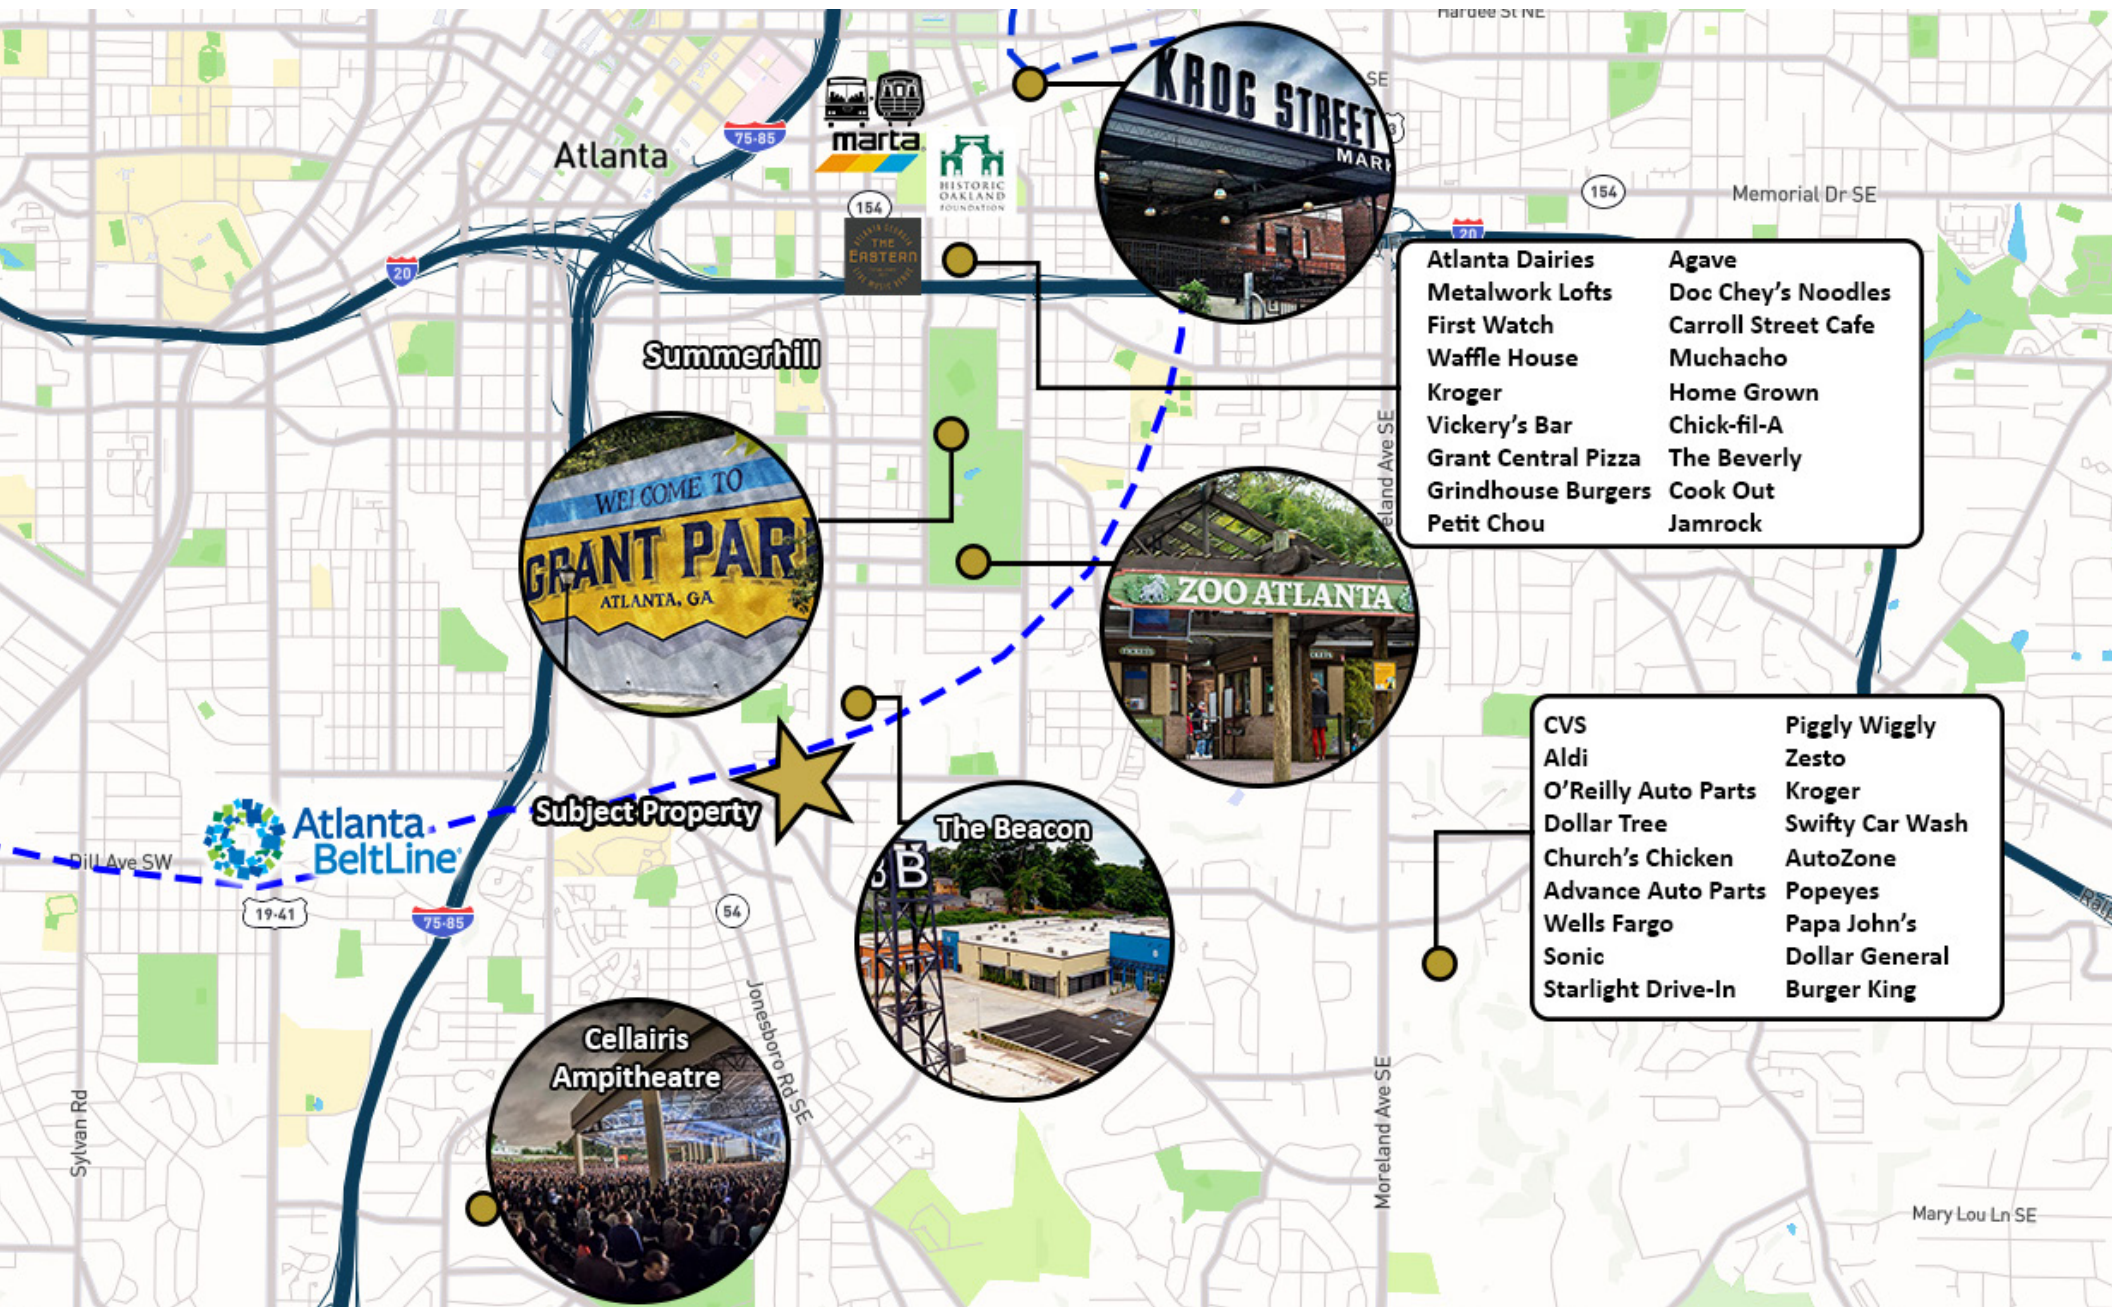 Hardee St NE
KROG STREET
MARK
SE
75-85
marta
Atlanta
HISTORIC
OAKLAND
FOUNDATION
154
154
Memorial Dr SE
20
20
THE
EASTERN
Summerhill
Atlanta Dairies
Agave
Metalwork Lofts
Doc Chey's Noodles
First Watch
Carroll Street Cafe
Waffle House
Muchacho
Kroger
Home Grown
Vickery's Bar
Chick-fil-A
Grant Central Pizza
The Beverly
Grindhouse Burgers
Cook Out
Petit Chou
Jamrock
eland Ave SE
WELCOME TO
GRANT PARK
ATLANTA, GA
ZOO ATLANTA
TICKETS
CVS
Piggly Wiggly
Aldi
Zesto
O'Reilly Auto Parts
Kroger
Dollar Tree
Swifty Car Wash
Church's Chicken
AutoZone
Advance Auto Parts
Popeyes
Wells Fargo
Papa John's
Sonic
Dollar General
Starlight Drive-In
Burger King
Subject Property
Atlanta
BeltLine
Dill Ave SW
19-41
75-85
54
The Beacon
B
Jonesboro Rd SE
Cellairis
Ampitheatre
Sylvan Rd
Moreland Ave SE
Mary Lou Ln SE